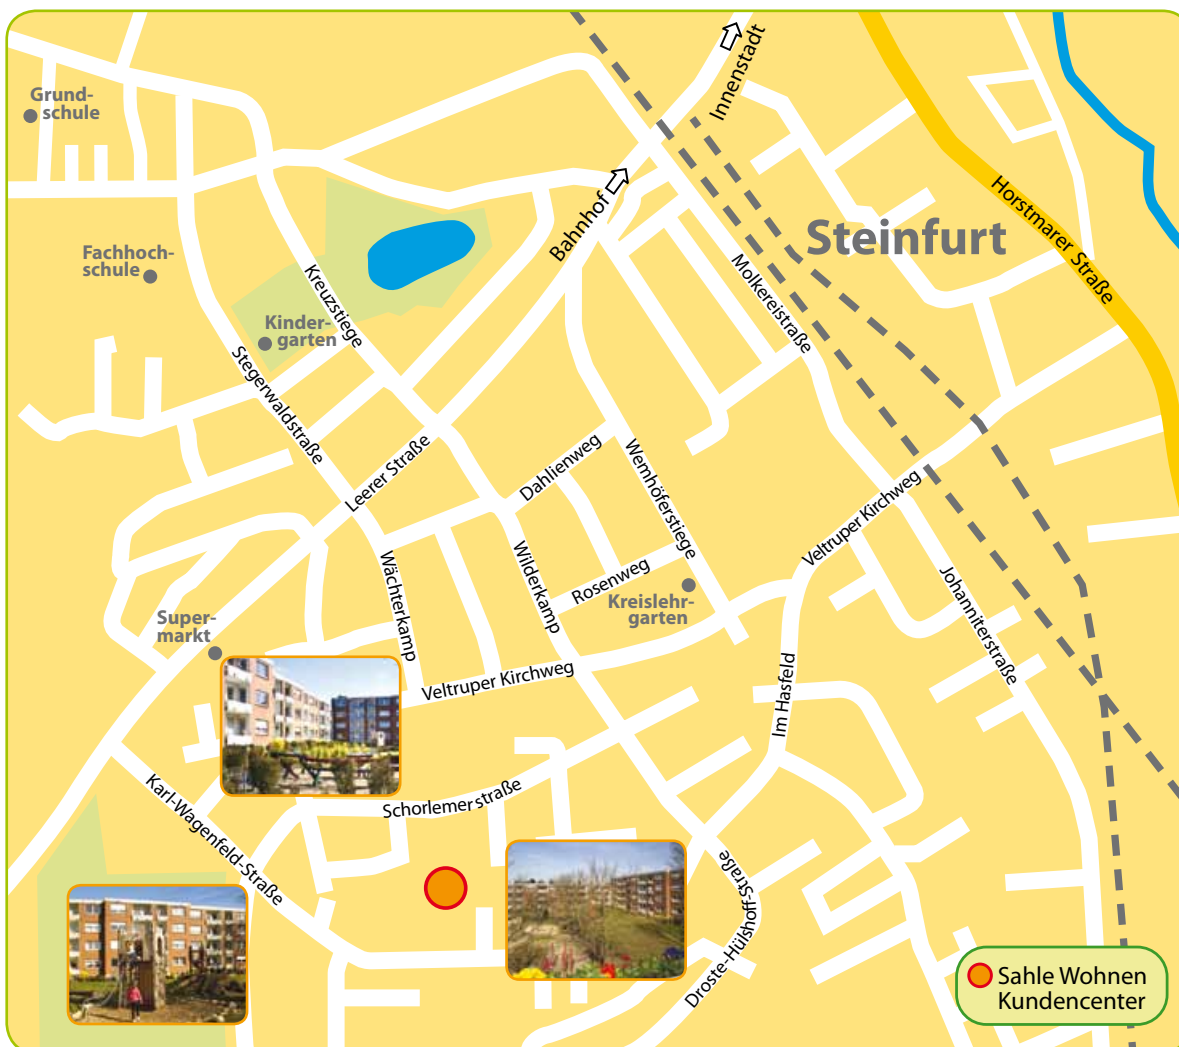 Innenstadt
Grund-
schule
Horstmarer Straße
Bahnhof
Steinfurt
Fachhoch-
schule
Kreuzstiege
Molkereistraße
Kinder-
garten
Stegerwaldstraße
Leerer Straße
Dahlienweg
Wemhöferstiege
Veltruper Kirchweg
Wächterkamp
Wilderkamp
Rosenweg
Kreislehr-
garten
Johanniterstraße
Super-
markt
Veltruper Kirchweg
Im Hasfeld
Karl-Wagenfeld-Straße
Schorlemerstraße
Droste-Hülshoff-Straße
Sahle Wohnen
Kundencenter